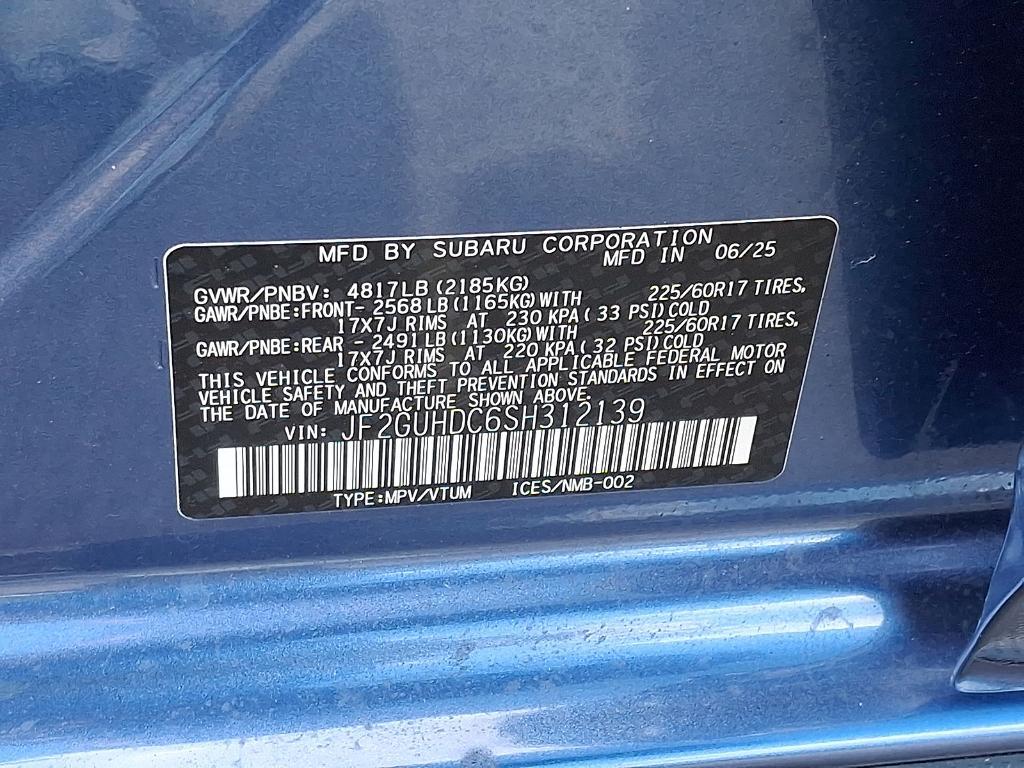 MFD BY SUBARU CORPORATION
MFD IN 06/25
GVWR/PNBV: 4817LB (2185KG)
GAWR/PNBE:FRONT- 2568 LB (1165KG) WITH 225/60R17 TIRES,
17X7J RIMS AT 230 KPA ( 33 PSI) COLD
GAWR/PNBE:REAR - 2491 LB (1130KG) WITH 225/60R17 TIRES,
17X7J RIMS AT 220 KPA ( 32 PSI) COLD
THIS VEHICLE CONFORMS TO ALL APPLICABLE FEDERAL MOTOR
VEHICLE SAFETY AND THEFT PREVENTION STANDARDS IN EFFECT ON
THE DATE OF MANUFACTURE SHOWN ABOVE.
VIN: JF2GUHDC6SH312139
TYPE:MPV/VTUM ICES/NMB-002